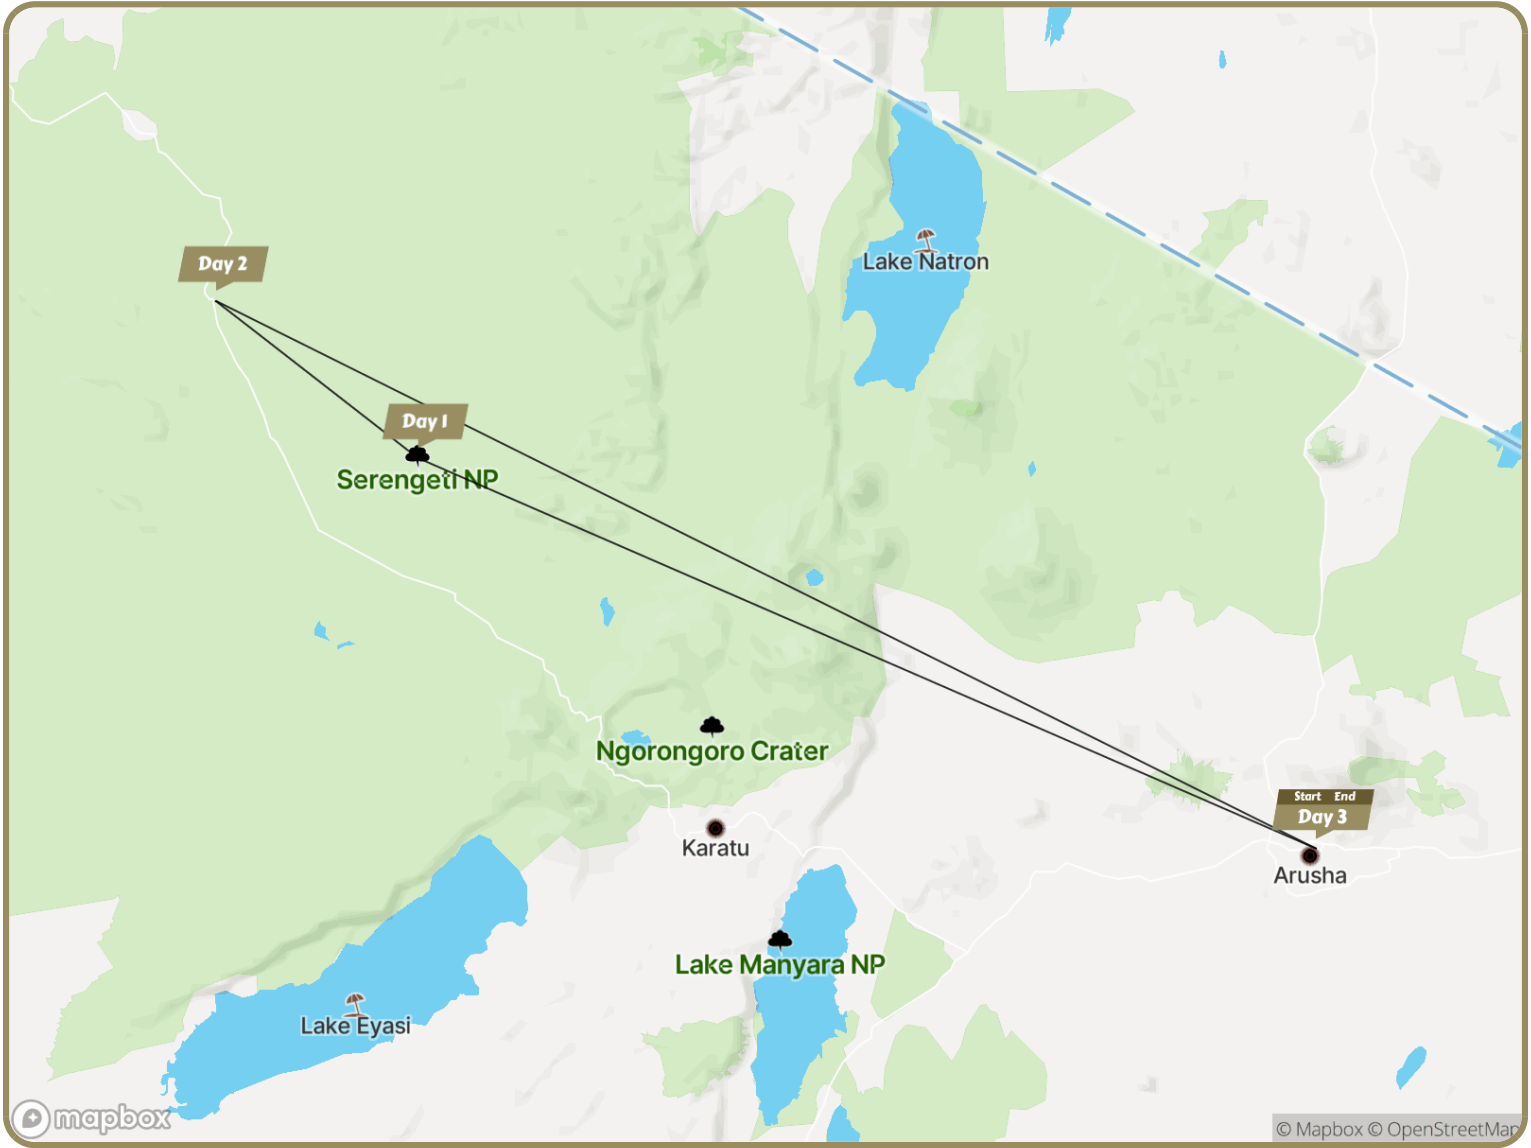 Lake Natron
Day 2
Day 1
Serengeti NP
Ngorongoro Crater
Start End
Day 3
Karatu
Arusha
Lake Manyara NP
Lake Eyasi
mapbox
© Mapbox © OpenStreetMap